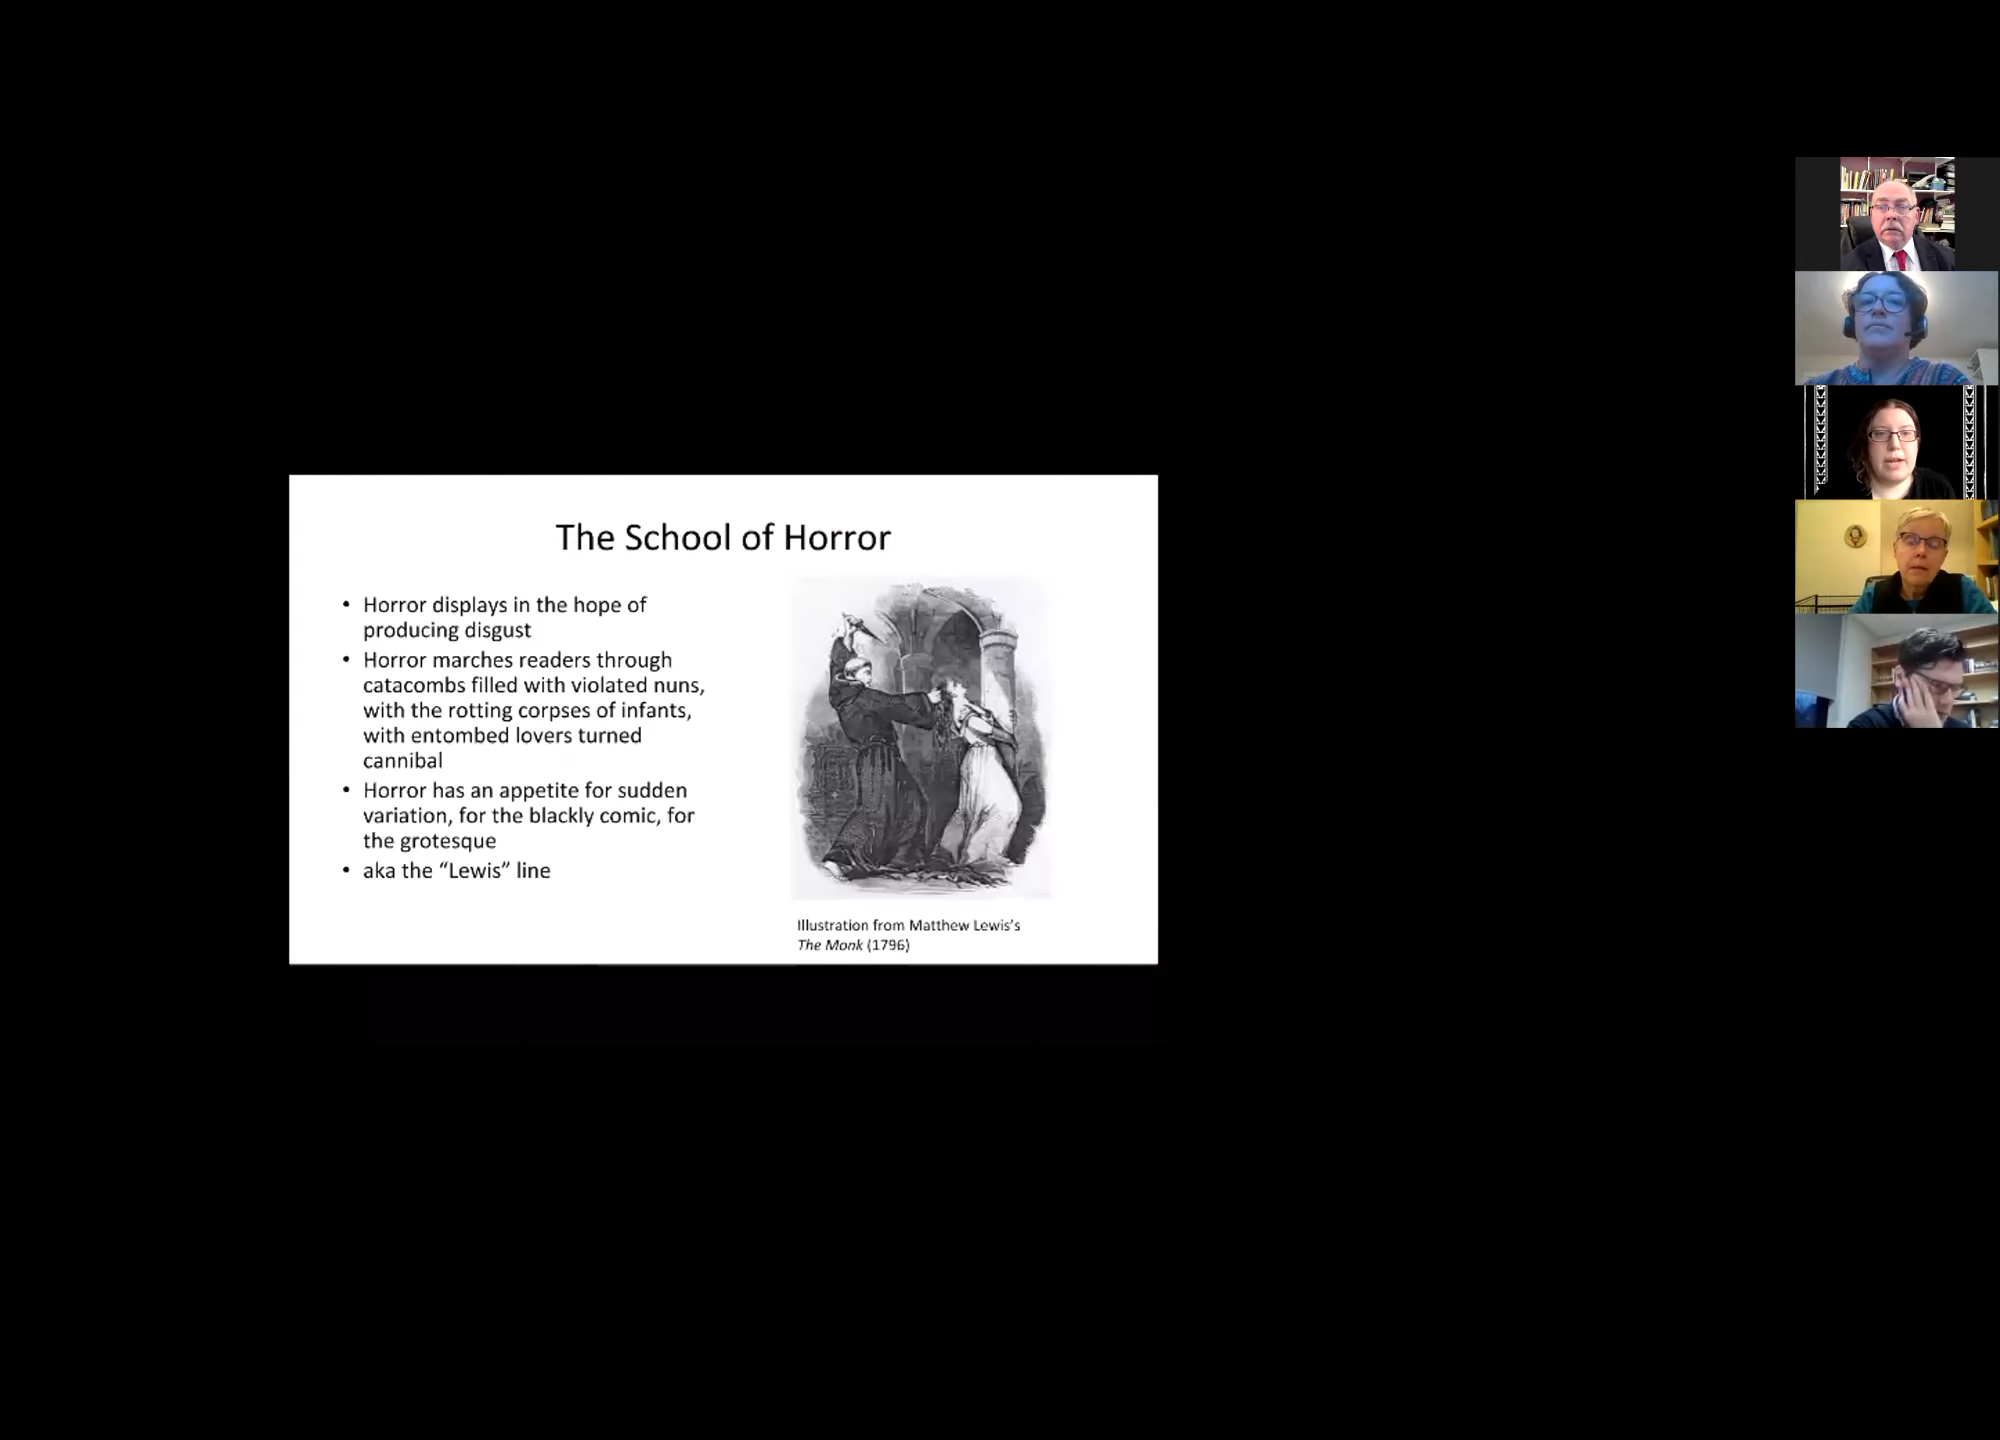 The School of Horror
• Horror displays in the hope of
producing disgust
• Horror marches readers through
catacombs filled with violated nuns,
with the rotting corpses of infants,
with entombed lovers turned
cannibal
• Horror has an appetite for sudden
variation, for the blackly comic, for
the grotesque
• aka the “Lewis” line
Illustration from Matthew Lewis’s
The Monk (1796)